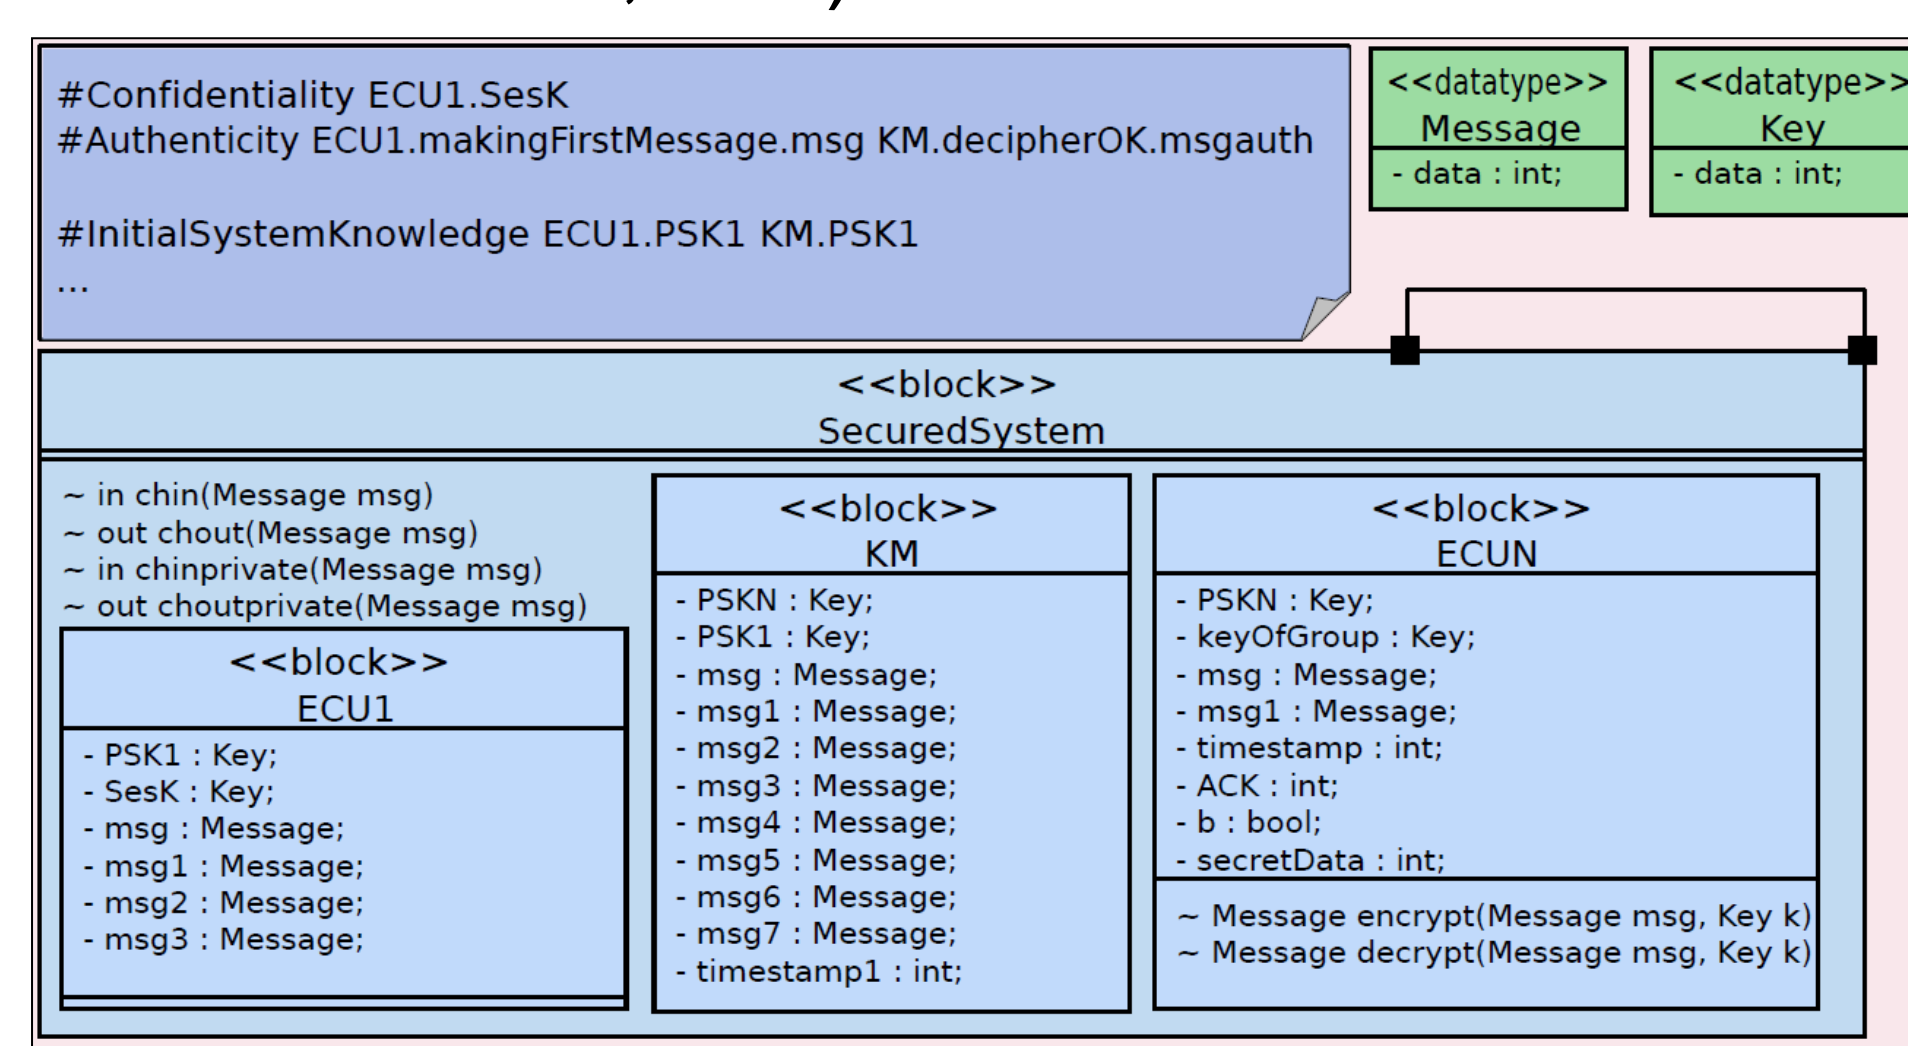 #Confidentiality ECU1.SesK
#Authenticity ECU1.makingFirstMessage.msg KM.decipherOK.msgauth
#InitialSystemKnowledge ECU1.PSK1 KM.PSK1
...
<<datatype>>
Message
- data : int;
<<datatype>>
Key
- data : int;
<<block>>
SecuredSystem
~ in chin(Message msg)
~ out chout(Message msg)
~ in chinprivate(Message msg)
~ out choutprivate(Message msg)
<<block>>
ECU1
- PSK1 : Key;
- SesK : Key;
- msg : Message;
- msg1 : Message;
- msg2 : Message;
- msg3 : Message;
<<block>>
KM
- PSKN : Key;
- PSK1 : Key;
- msg : Message;
- msg1 : Message;
- msg2 : Message;
- msg3 : Message;
- msg4 : Message;
- msg5 : Message;
- msg6 : Message;
- msg7 : Message;
- timestamp1 : int;
<<block>>
ECUN
- PSKN : Key;
- keyOfGroup : Key;
- msg : Message;
- msg1 : Message;
- timestamp : int;
- ACK : int;
- b : bool;
- secretData : int;
~ Message encrypt(Message msg, Key k)
~ Message decrypt(Message msg, Key k)